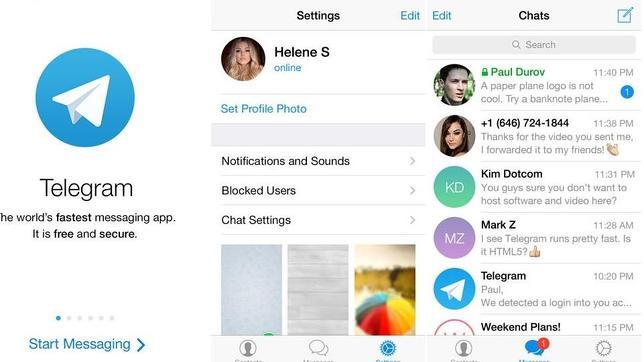 Telegram
he world's fastest messaging app.
It is free and secure.
Start Messaging
Settings
Edit
Helene S
online
Set Profile Photo
Notifications and Sounds
Blocked Users
Chat Settings
Settings
Edit
Chats
Search
Paul Durov
11:40 PM
A paper plane logo is not
cool. Try a banknote plane...
1
+1 (646) 724-1844
11:38 PM
Thanks for the video you sent me,
I forwarded it to my friends!
KD
Kim Dotcom
11:31 PM
You guys sure you don't want to
host software and video here?
MZ
Mark Z
11:28 AM
I see Telegram runs pretty fast. Is
it HTML5?
Telegram
10:20 PM
Paul,
We detected a login into you ac...
Weekend Plans!
11:15 PM
1